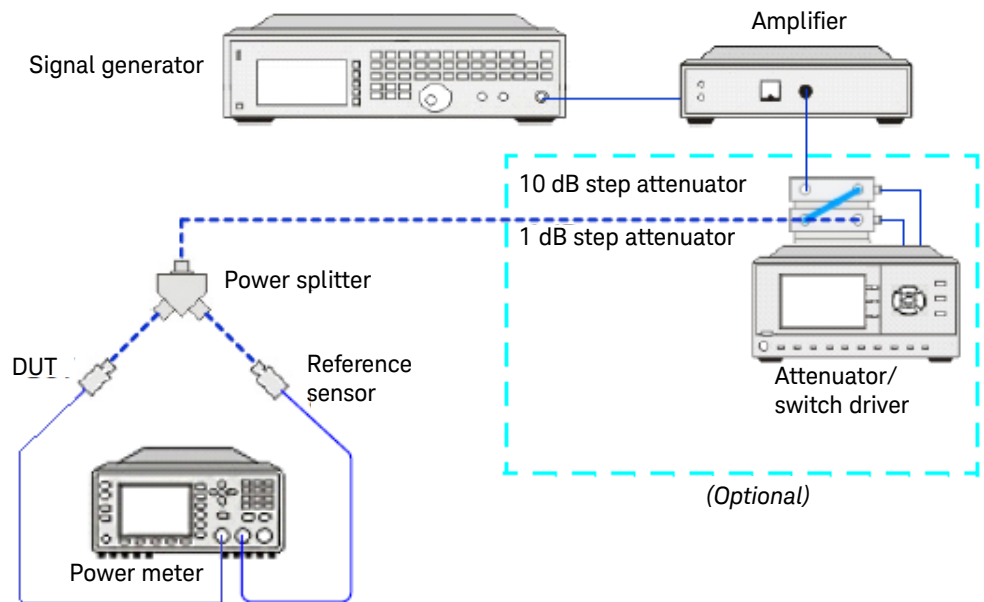 Amplifier
Signal generator
10 dB step attenuator
1 dB step attenuator
Power splitter
DUT
Reference
sensor
Attenuator/
switch driver
(Optional)
Power meter